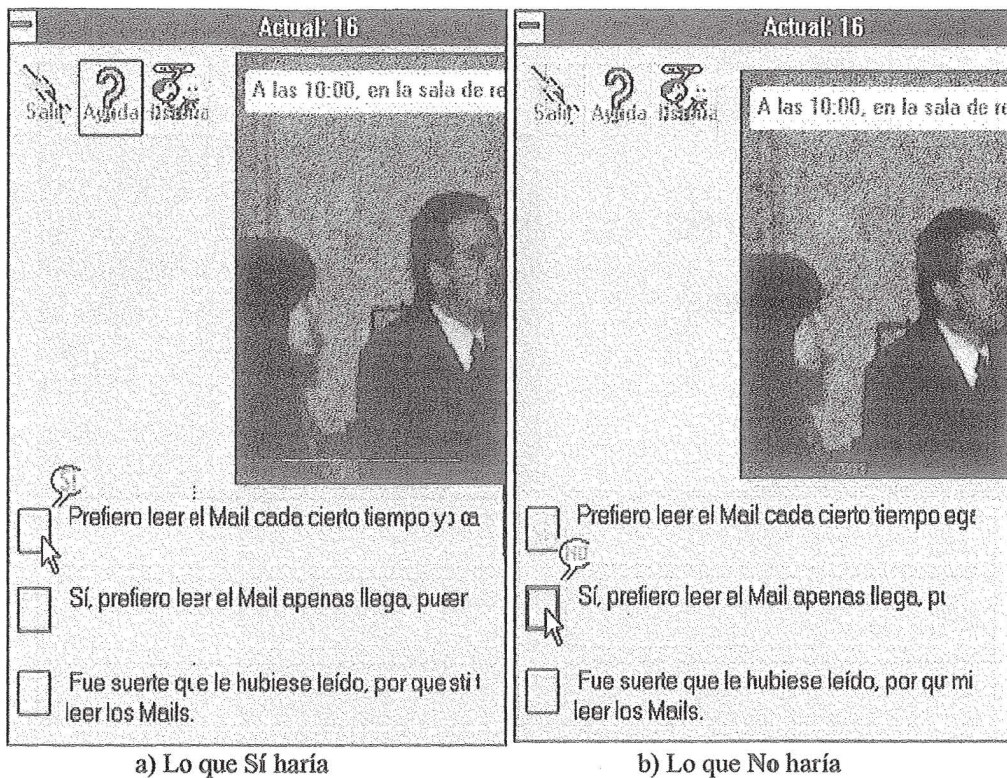 Actual: 16
Salir Ayuda
A las 10:00, en la sala de re
SI
Prefiero leer el Mail cada cierto tiempo
Sí, prefiero leer el Mail apenas llega,
Fue suerte que le hubiese leído, por que
leer los Mails.
a) Lo que Sí haría
Actual: 16
Salir Ayuda
A las 10:00, en la sala de re
Prefiero leer el Mail cada cierto tiempo
NO
Sí, prefiero leer el Mail apenas llega,
Fue suerte que le hubiese leído, por
leer los Mails.
b) Lo que No haría